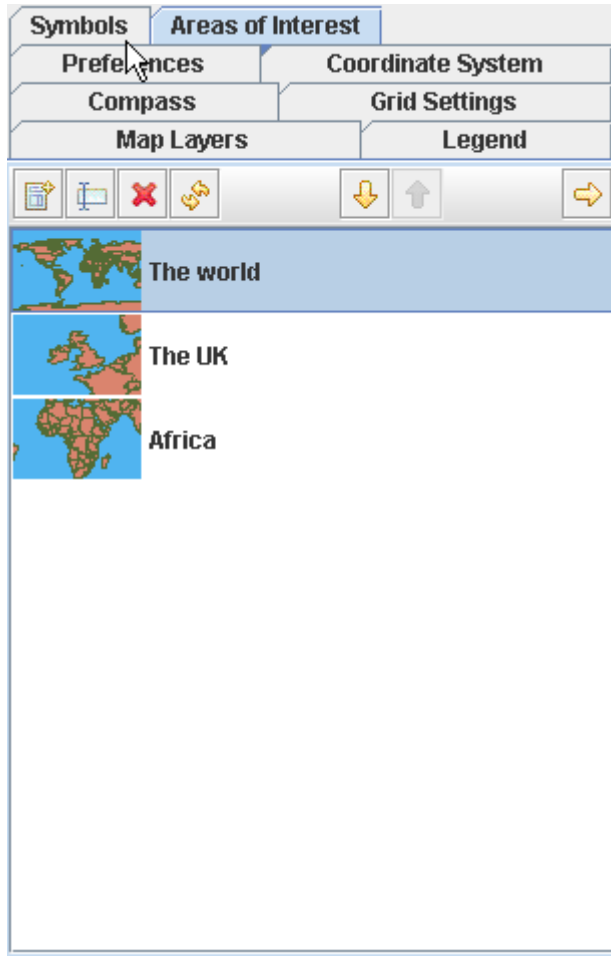 Symbols Areas of Interest
Preferences Coordinate System
Compass Grid Settings
Map Layers Legend
The world
The UK
Africa